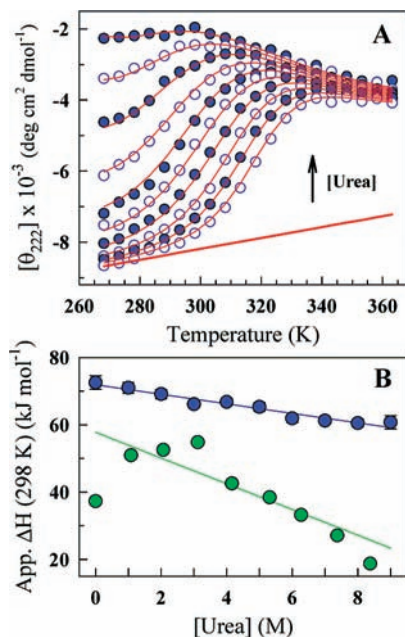 A
[θ222] x 10-3 (deg cm2 dmol-1)
-2
-4
-6
-8
[Urea]
260 280 300 320 340 360
Temperature (K)
B
App. ΔH (298 K) (kJ mol-1)
80
60
40
20
0 2 4 6 8
[Urea] (M)